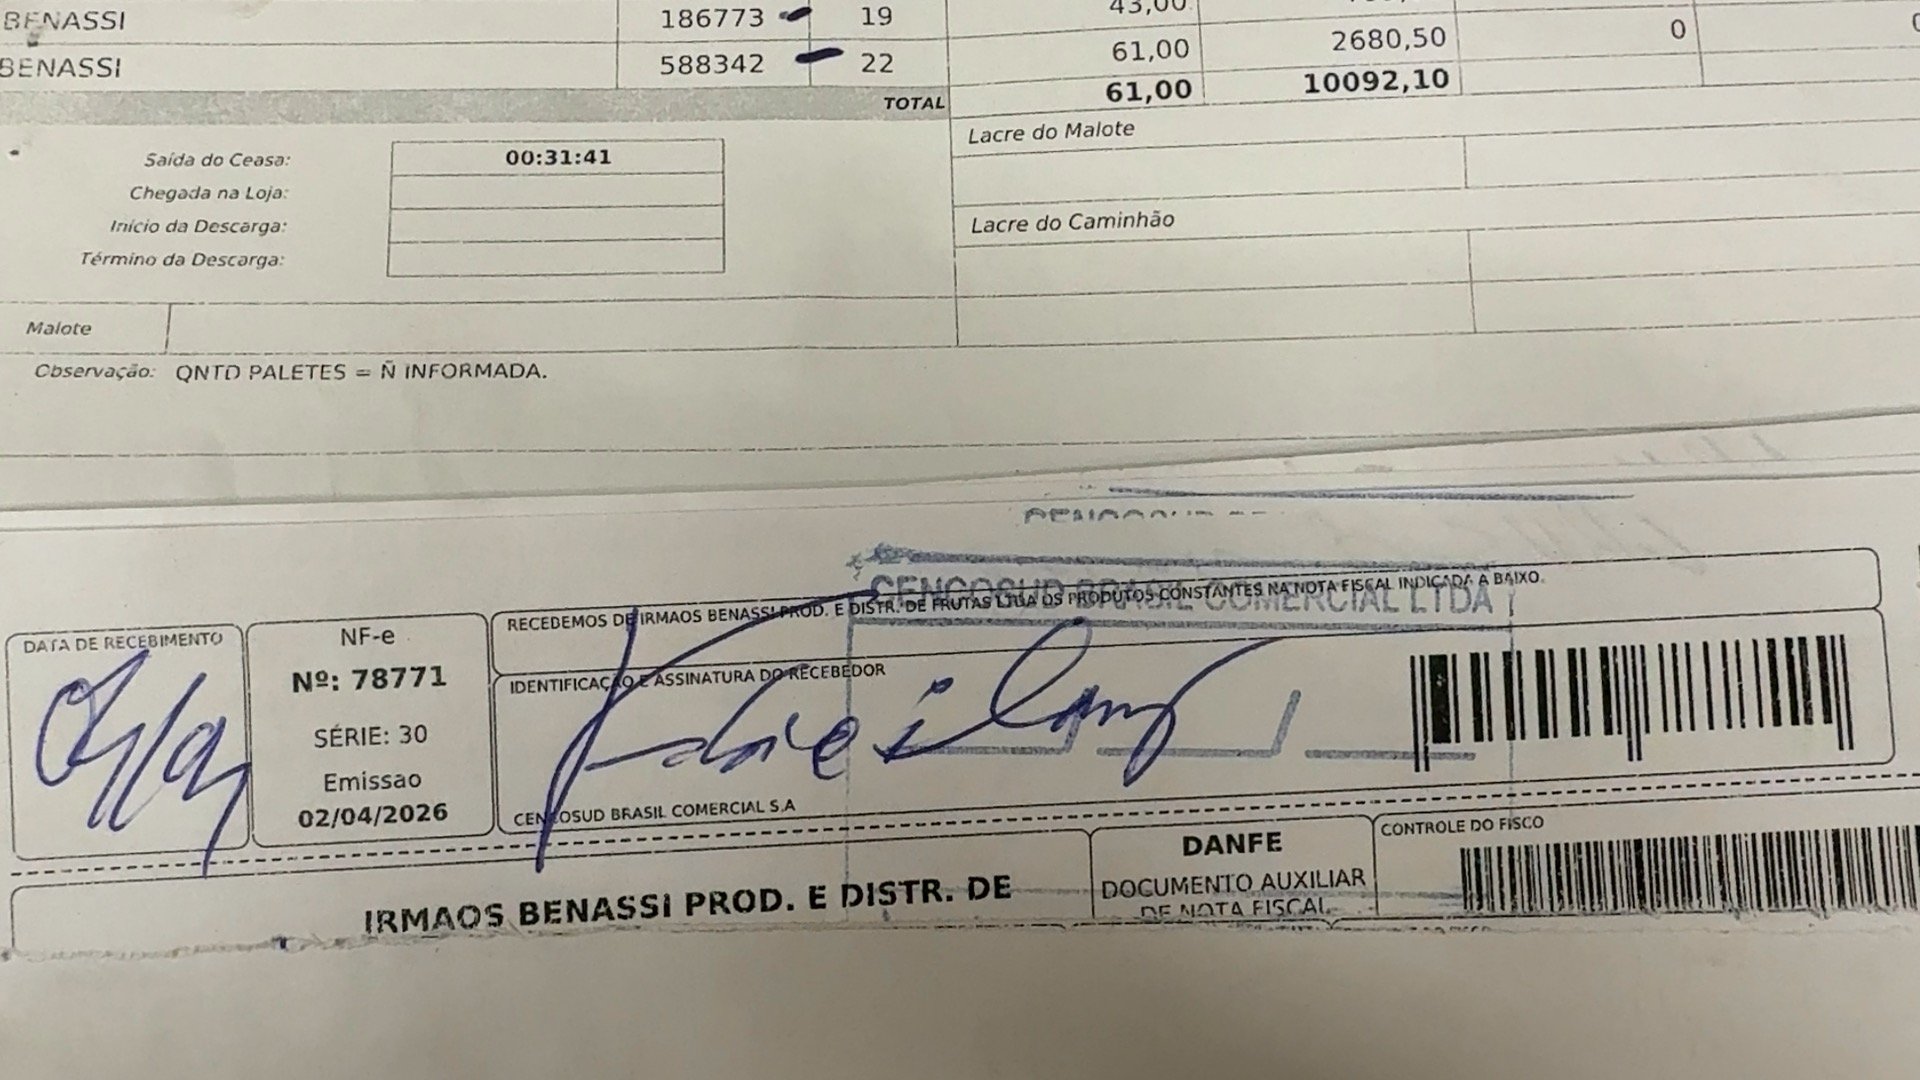 BENASSI 186773 19 43,00
BENASSI 588342 22 61,00 2680,50 0
TOTAL 61,00 10092,10
Saída do Ceasa: 00:31:41
Chegada na Loja:
Início da Descarga:
Término da Descarga:
Lacre do Malote
Lacre do Caminhão
Malote
Observação: QNTD PALETES = Ñ INFORMADA.
CENCOSUD BRASIL COMERCIAL LTDA
DATA DE RECEBIMENTO
NF-e
Nº: 78771
SÉRIE: 30
Emissao
02/04/2026
RECEBEMOS DE IRMAOS BENASSI PROD. E DISTR. DE FRUTAS LTDA OS PRODUTOS CONSTANTES NA NOTA FISCAL INDICADA A BAIXO.
IDENTIFICAÇÃO E ASSINATURA DO RECEBEDOR
CENCOSUD BRASIL COMERCIAL S.A
IRMAOS BENASSI PROD. E DISTR. DE
DANFE
DOCUMENTO AUXILIAR
DE NOTA FISCAL
CONTROLE DO FISCO